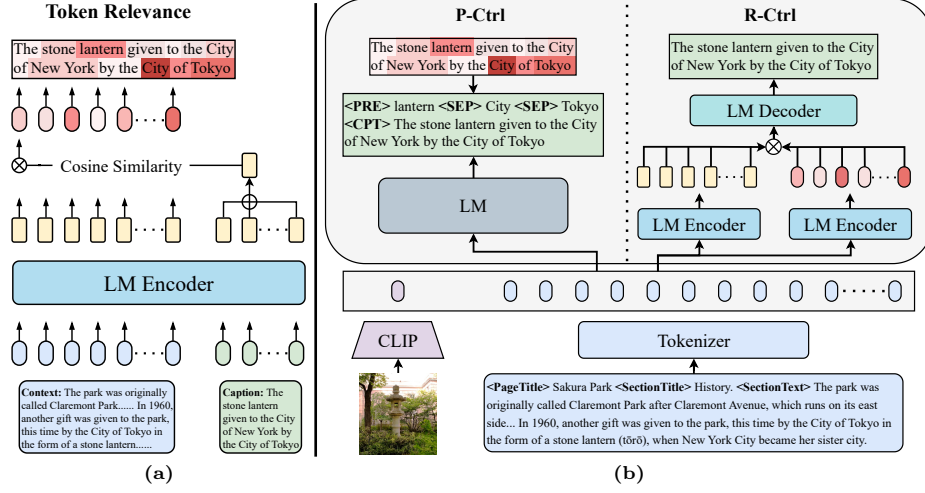 Token Relevance
The stone lantern given to the City
of New York by the City of Tokyo
Cosine Similarity
LM Encoder
Context: The park was originally
called Claremont Park...... In 1960,
another gift was given to the park,
this time by the City of Tokyo in
the form of a stone lantern......
Caption: The
stone lantern
given to the City
of New York by
the City of Tokyo
(a)
P-Ctrl
The stone lantern given to the City
of New York by the City of Tokyo
<PRE> lantern <SEP> City <SEP> Tokyo
<CPT> The stone lantern given to the City
of New York by the City of Tokyo
LM
R-Ctrl
The stone lantern given to the City
of New York by the City of Tokyo
LM Decoder
LM Encoder
LM Encoder
CLIP
Tokenizer
<PageTitle> Sakura Park <SectionTitle> History. <SectionText> The park was
originally called Claremont Park after Claremont Avenue, which runs on its east
side... In 1960, another gift was given to the park, this time by the City of Tokyo in
the form of a stone lantern (tōrō), when New York City became her sister city.
(b)